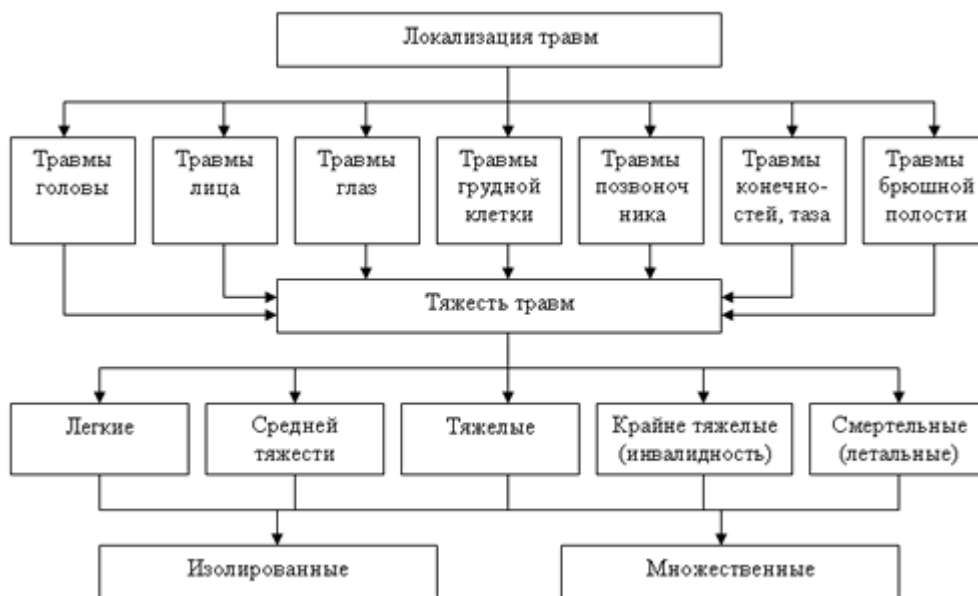 Локализация травм
Травмы
головы
Травмы
лица
Травмы
глаз
Травмы
грудной
клетки
Травмы
позвоноч
ника
Травмы
конечно-
стей, таза
Травмы
брюшной
полости
Тяжесть травм
Легкие
Средней
тяжести
Тяжелые
Крайне тяжелые
(инвалидность)
Смертельные
(летальные)
Изолированные
Множественные